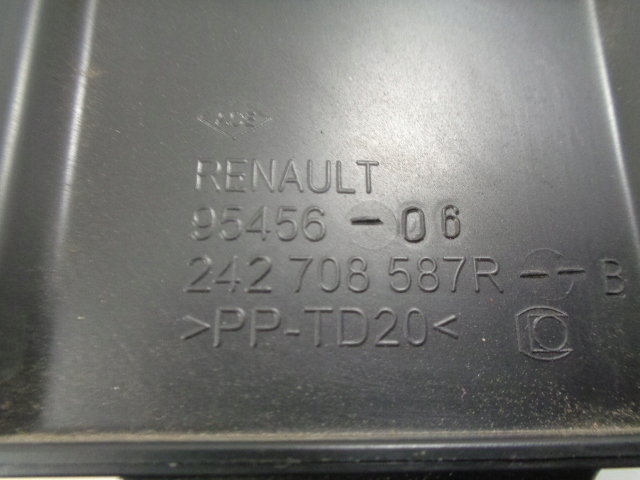 RENAULT
95456-06
242 708 587R---B
>PP-TD20<